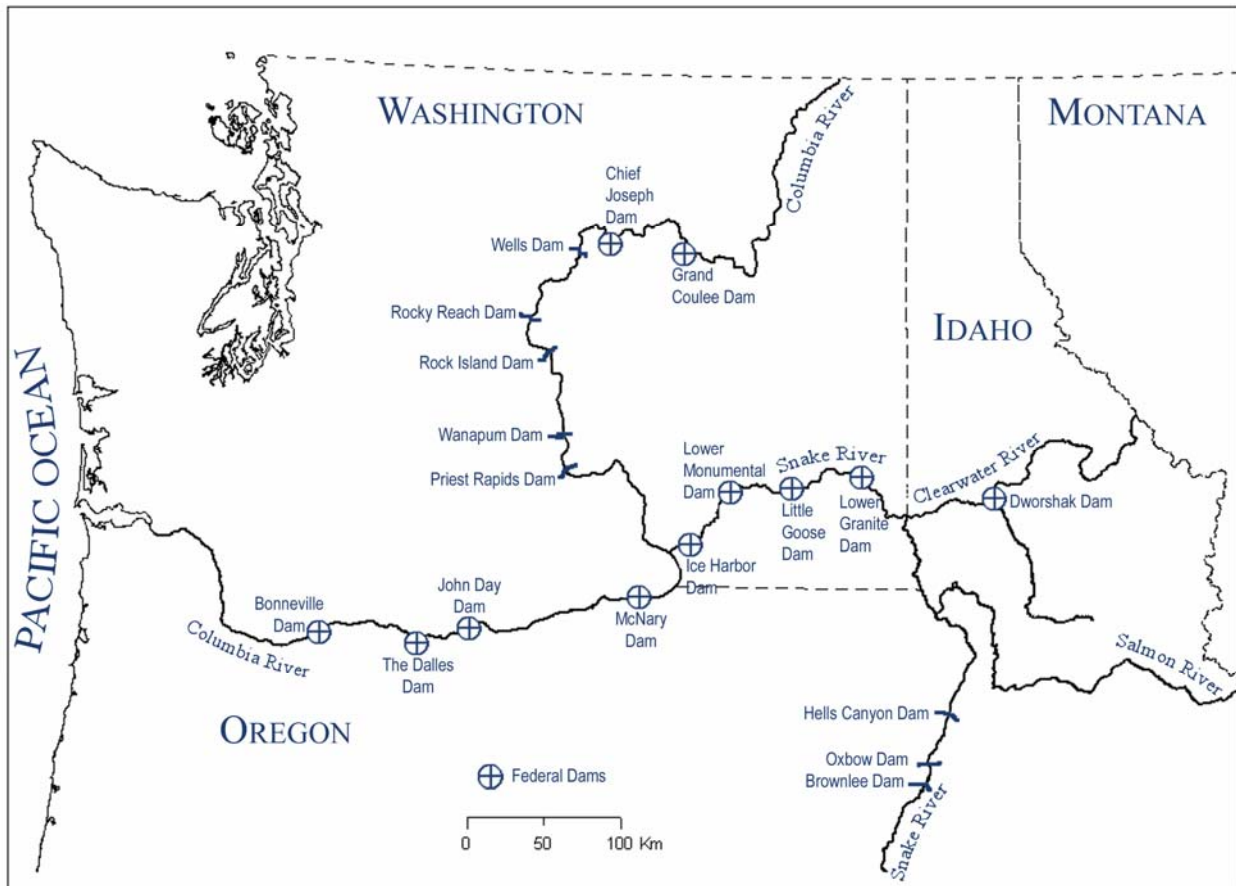 WASHINGTON
MONTANA
Columbia River
Chief
Joseph
Dam
Wells Dam
Grand
Coulee Dam
Rocky Reach Dam
Rock Island Dam
IDAHO
PACIFIC OCEAN
Wanapum Dam
Priest Rapids Dam
Lower
Monumental
Dam
Snake River
Little
Goose
Dam
Lower
Granite
Dam
Clearwater River
Dworshak Dam
Ice Harbor
Dam
McNary
Dam
John Day
Dam
The Dalles
Dam
Bonneville
Dam
Columbia River
Salmon River
OREGON
Hells Canyon Dam
Oxbow Dam
Brownlee Dam
Snake River
Federal Dams
0 50 100 Km